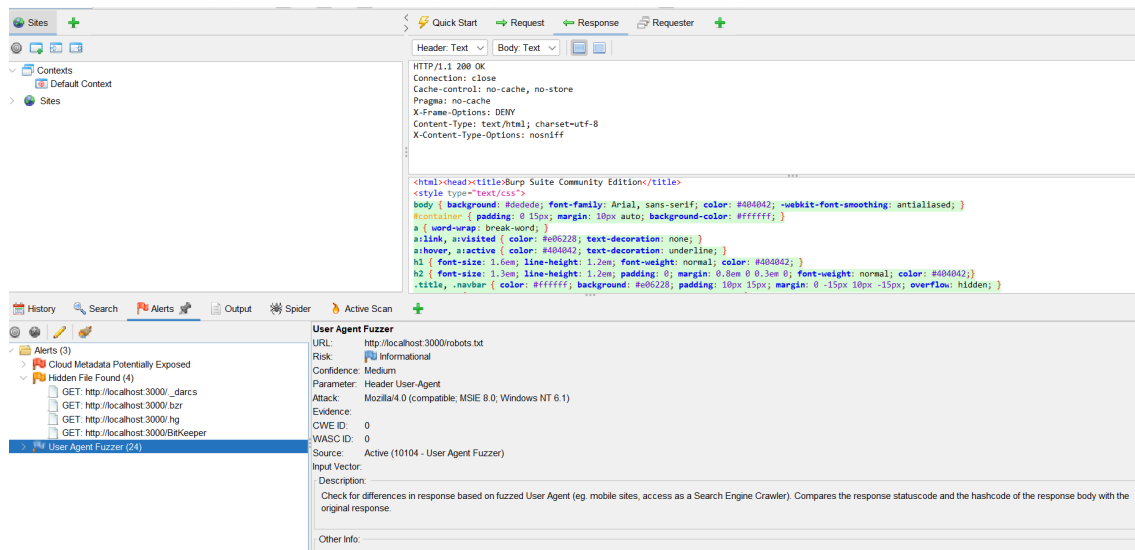 Sites
Quick Start
Request
Response
Requester
Header: Text
Body: Text
Contexts
Default Context
Sites
HTTP/1.1 200 OK
Connection: close
Cache-control: no-cache, no-store
Pragma: no-cache
X-Frame-Options: DENY
Content-Type: text/html; charset=utf-8
X-Content-Type-Options: nosniff
<html><head><title>Burp Suite Community Edition</title>
<style type="text/css">
body { background: #dedede; font-family: Arial, sans-serif; color: #404042; -webkit-font-smoothing: antialiased; }
#container { padding: 0 15px; margin: 10px auto; background-color: #ffffff; }
a { word-wrap: break-word; }
a:link, a:visited { color: #e06228; text-decoration: none; }
a:hover, a:active { color: #404042; text-decoration: underline; }
h1 { font-size: 1.6em; line-height: 1.2em; font-weight: normal; color: #404042; }
h2 { font-size: 1.3em; line-height: 1.2em; padding: 0; margin: 0.8em 0 0.3em 0; font-weight: normal; color: #404042;}
.title, .navbar { color: #ffffff; background: #e06228; padding: 10px 15px; margin: 0 -15px 10px -15px; overflow: hidden; }
History
Search
Alerts
Output
Spider
Active Scan
Alerts (3)
Cloud Metadata Potentially Exposed
Hidden File Found (4)
GET: http://localhost:3000/._darcs
GET: http://localhost:3000/.bzr
GET: http://localhost:3000/.hg
GET: http://localhost:3000/BitKeeper
User Agent Fuzzer (24)
User Agent Fuzzer
URL: http://localhost:3000/robots.txt
Risk: Informational
Confidence: Medium
Parameter: Header User-Agent
Attack: Mozilla/4.0 (compatible; MSIE 8.0; Windows NT 6.1)
Evidence:
CWE ID: 0
WASC ID: 0
Source: Active (10104 - User Agent Fuzzer)
Input Vector:
Description:
Check for differences in response based on fuzzed User Agent (eg. mobile sites, access as a Search Engine Crawler). Compares the response statuscode and the hashcode of the response body with the
original response.
Other Info: